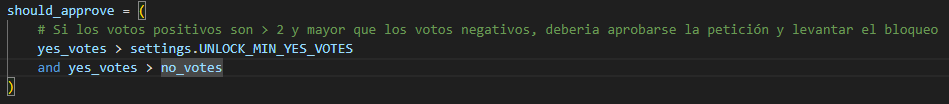 should_approve = (
# Si los votos positivos son > 2 y mayor que los votos negativos, deberia aprobarse la petición y levantar el bloqueo
yes_votes > settings.UNLOCK_MIN_YES_VOTES
and yes_votes > no_votes
)